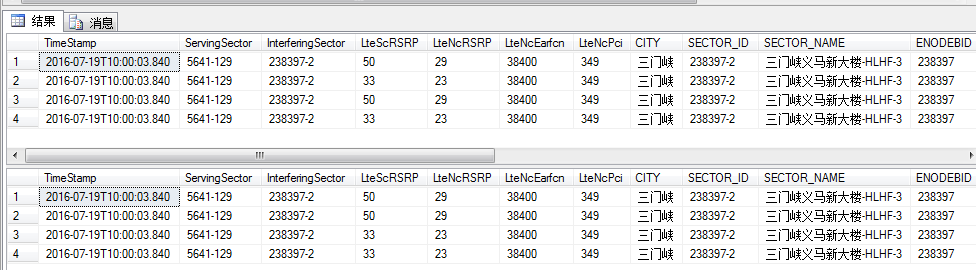 结果 消息
TimeStamp ServingSector InterferingSector LteScRSRP LteNcRSRP LteNcEarfcn LteNcPci CITY SECTOR_ID SECTOR_NAME ENODEBID
1 2016-07-19T10:00:03.840 5641-129 238397-2 50 29 38400 349 三门峡 238397-2 三门峡义马新大楼-HLHF-3 238397
2 2016-07-19T10:00:03.840 5641-129 238397-2 33 23 38400 349 三门峡 238397-2 三门峡义马新大楼-HLHF-3 238397
3 2016-07-19T10:00:03.840 5641-129 238397-2 50 29 38400 349 三门峡 238397-2 三门峡义马新大楼-HLHF-3 238397
4 2016-07-19T10:00:03.840 5641-129 238397-2 33 23 38400 349 三门峡 238397-2 三门峡义马新大楼-HLHF-3 238397
TimeStamp ServingSector InterferingSector LteScRSRP LteNcRSRP LteNcEarfcn LteNcPci CITY SECTOR_ID SECTOR_NAME ENODEBID
1 2016-07-19T10:00:03.840 5641-129 238397-2 50 29 38400 349 三门峡 238397-2 三门峡义马新大楼-HLHF-3 238397
2 2016-07-19T10:00:03.840 5641-129 238397-2 50 29 38400 349 三门峡 238397-2 三门峡义马新大楼-HLHF-3 238397
3 2016-07-19T10:00:03.840 5641-129 238397-2 33 23 38400 349 三门峡 238397-2 三门峡义马新大楼-HLHF-3 238397
4 2016-07-19T10:00:03.840 5641-129 238397-2 33 23 38400 349 三门峡 238397-2 三门峡义马新大楼-HLHF-3 238397